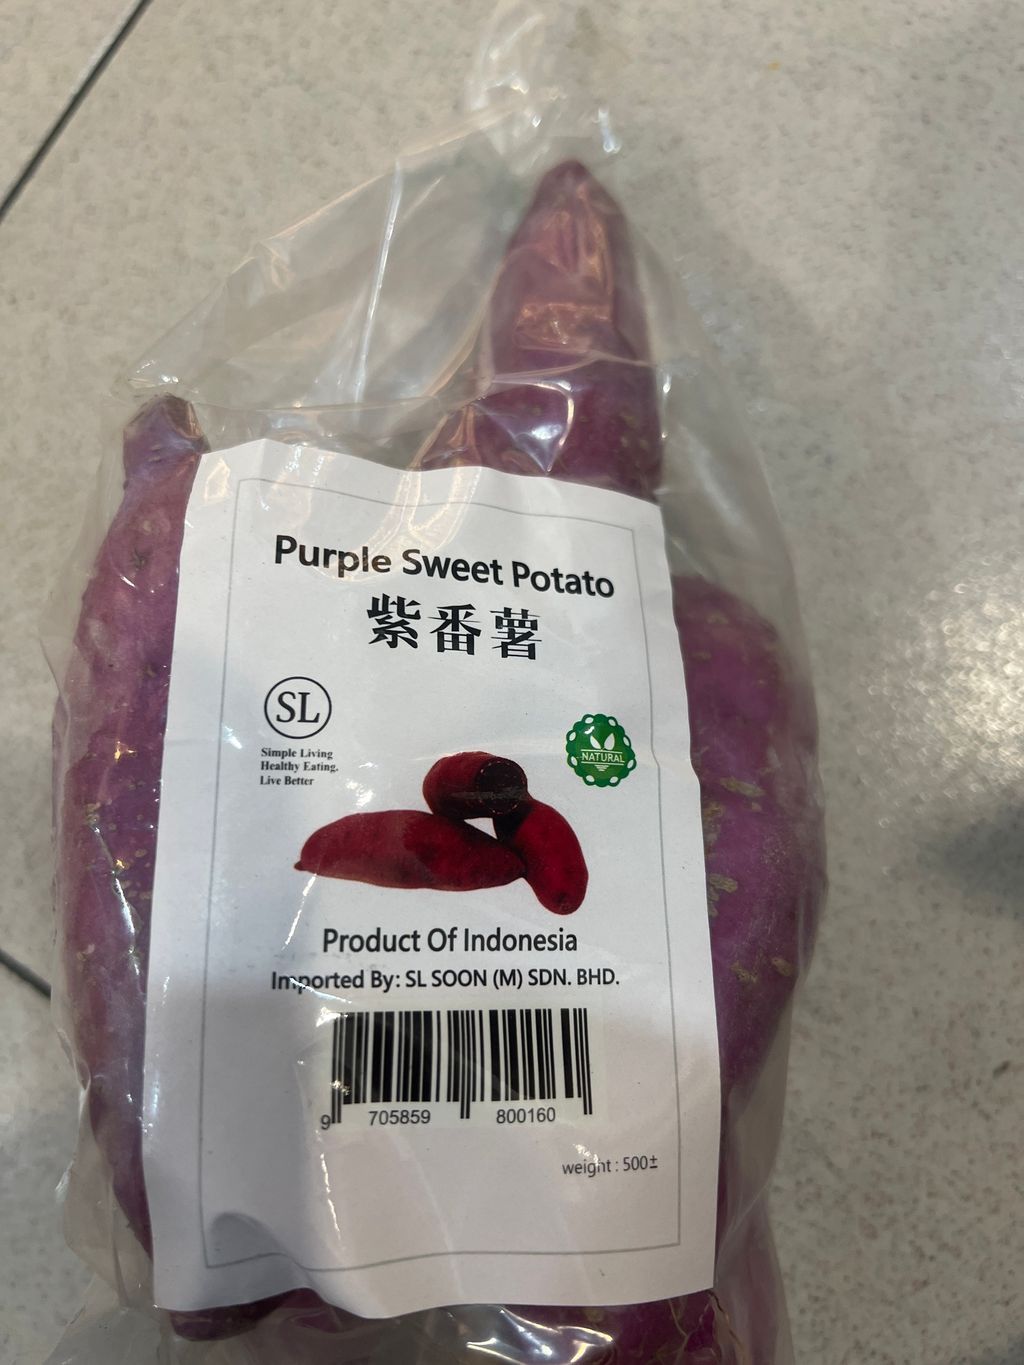 Purple Sweet Potato
紫番薯
SL
Simple Living
Healthy Eating.
Live Better
NATURAL
Product Of Indonesia
Imported By: SL SOON (M) SDN. BHD.
9 705859 800160
weight : 500±